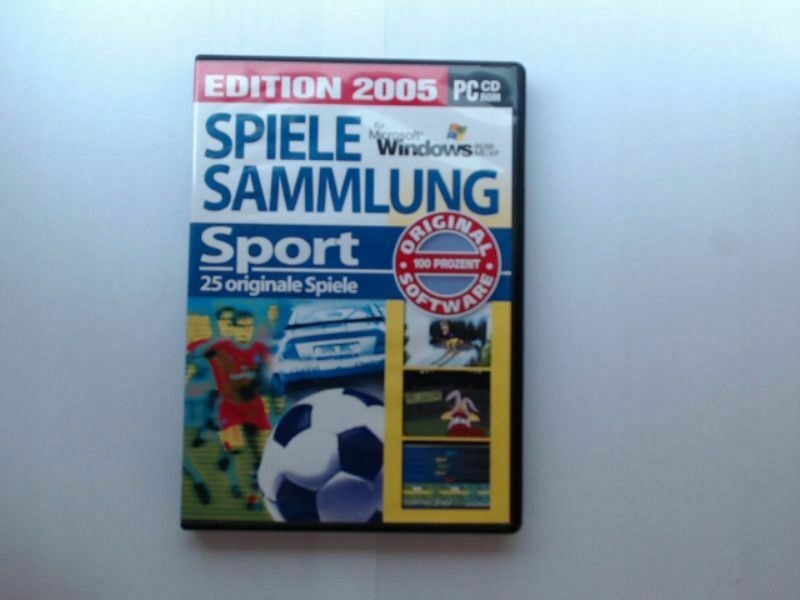 EDITION 2005
PC CD
ROM
SPIELE
für
Microsoft
Windows
SAMMLUNG
Sport
25 originale Spiele
ORIGINAL
100 PROZENT
SOFTWARE